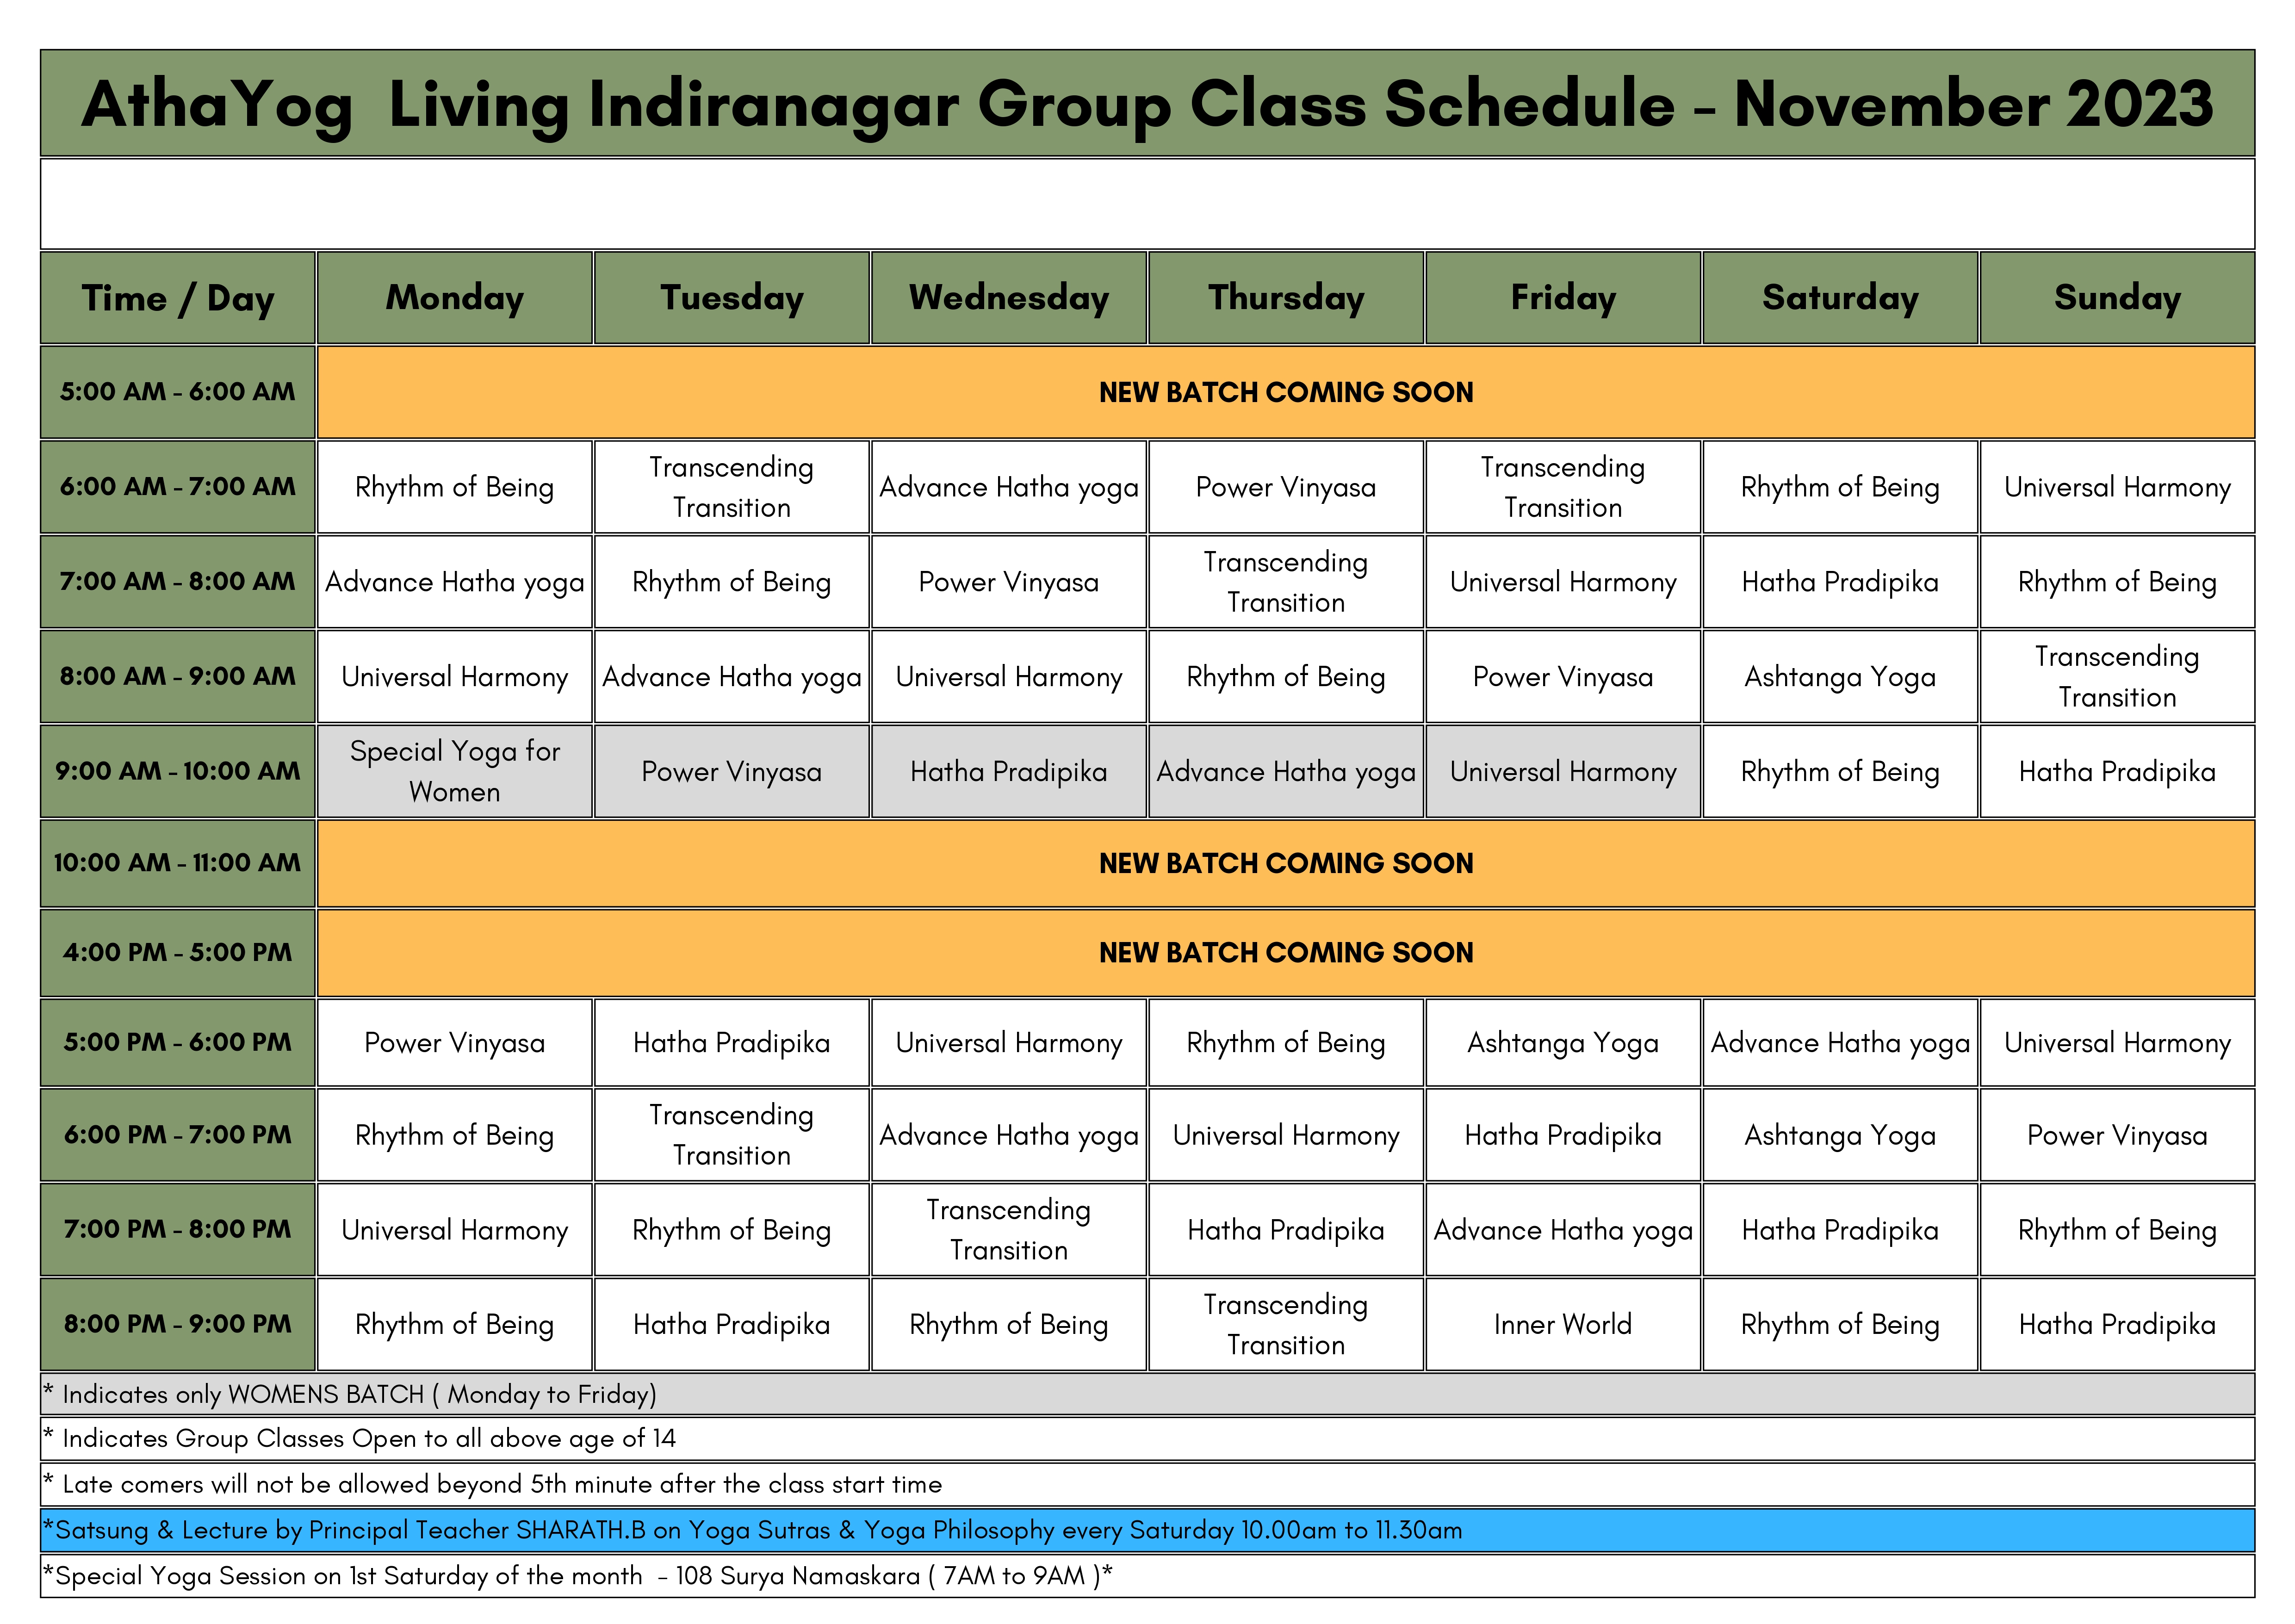 AthaYog  Living Indiranagar Group Class Schedule - November 2023
Time / Day Monday Tuesday Wednesday Thursday Friday Saturday Sunday
5:00 AM - 6:00 AM NEW BATCH COMING SOON
6:00 AM - 7:00 AM Rhythm of Being Transcending Transition Advance Hatha yoga Power Vinyasa Transcending Transition Rhythm of Being Universal Harmony
7:00 AM - 8:00 AM Advance Hatha yoga Rhythm of Being Power Vinyasa Transcending Transition Universal Harmony Hatha Pradipika Rhythm of Being
8:00 AM - 9:00 AM Universal Harmony Advance Hatha yoga Universal Harmony Rhythm of Being Power Vinyasa Ashtanga Yoga Transcending Transition
9:00 AM - 10:00 AM Special Yoga for Women Power Vinyasa Hatha Pradipika Advance Hatha yoga Universal Harmony Rhythm of Being Hatha Pradipika
10:00 AM - 11:00 AM NEW BATCH COMING SOON
4:00 PM - 5:00 PM NEW BATCH COMING SOON
5:00 PM - 6:00 PM Power Vinyasa Hatha Pradipika Universal Harmony Rhythm of Being Ashtanga Yoga Advance Hatha yoga Universal Harmony
6:00 PM - 7:00 PM Rhythm of Being Transcending Transition Advance Hatha yoga Universal Harmony Hatha Pradipika Ashtanga Yoga Power Vinyasa
7:00 PM - 8:00 PM Universal Harmony Rhythm of Being Transcending Transition Hatha Pradipika Advance Hatha yoga Hatha Pradipika Rhythm of Being
8:00 PM - 9:00 PM Rhythm of Being Hatha Pradipika Rhythm of Being Transcending Transition Inner World Rhythm of Being Hatha Pradipika
* Indicates only WOMENS BATCH ( Monday to Friday)
* Indicates Group Classes Open to all above age of 14
* Late comers will not be allowed beyond 5th minute after the class start time
*Satsung & Lecture by Principal Teacher SHARATH.B on Yoga Sutras & Yoga Philosophy every Saturday 10.00am to 11.30am
*Special Yoga Session on 1st Saturday of the month  - 108 Surya Namaskara ( 7AM to 9AM )*